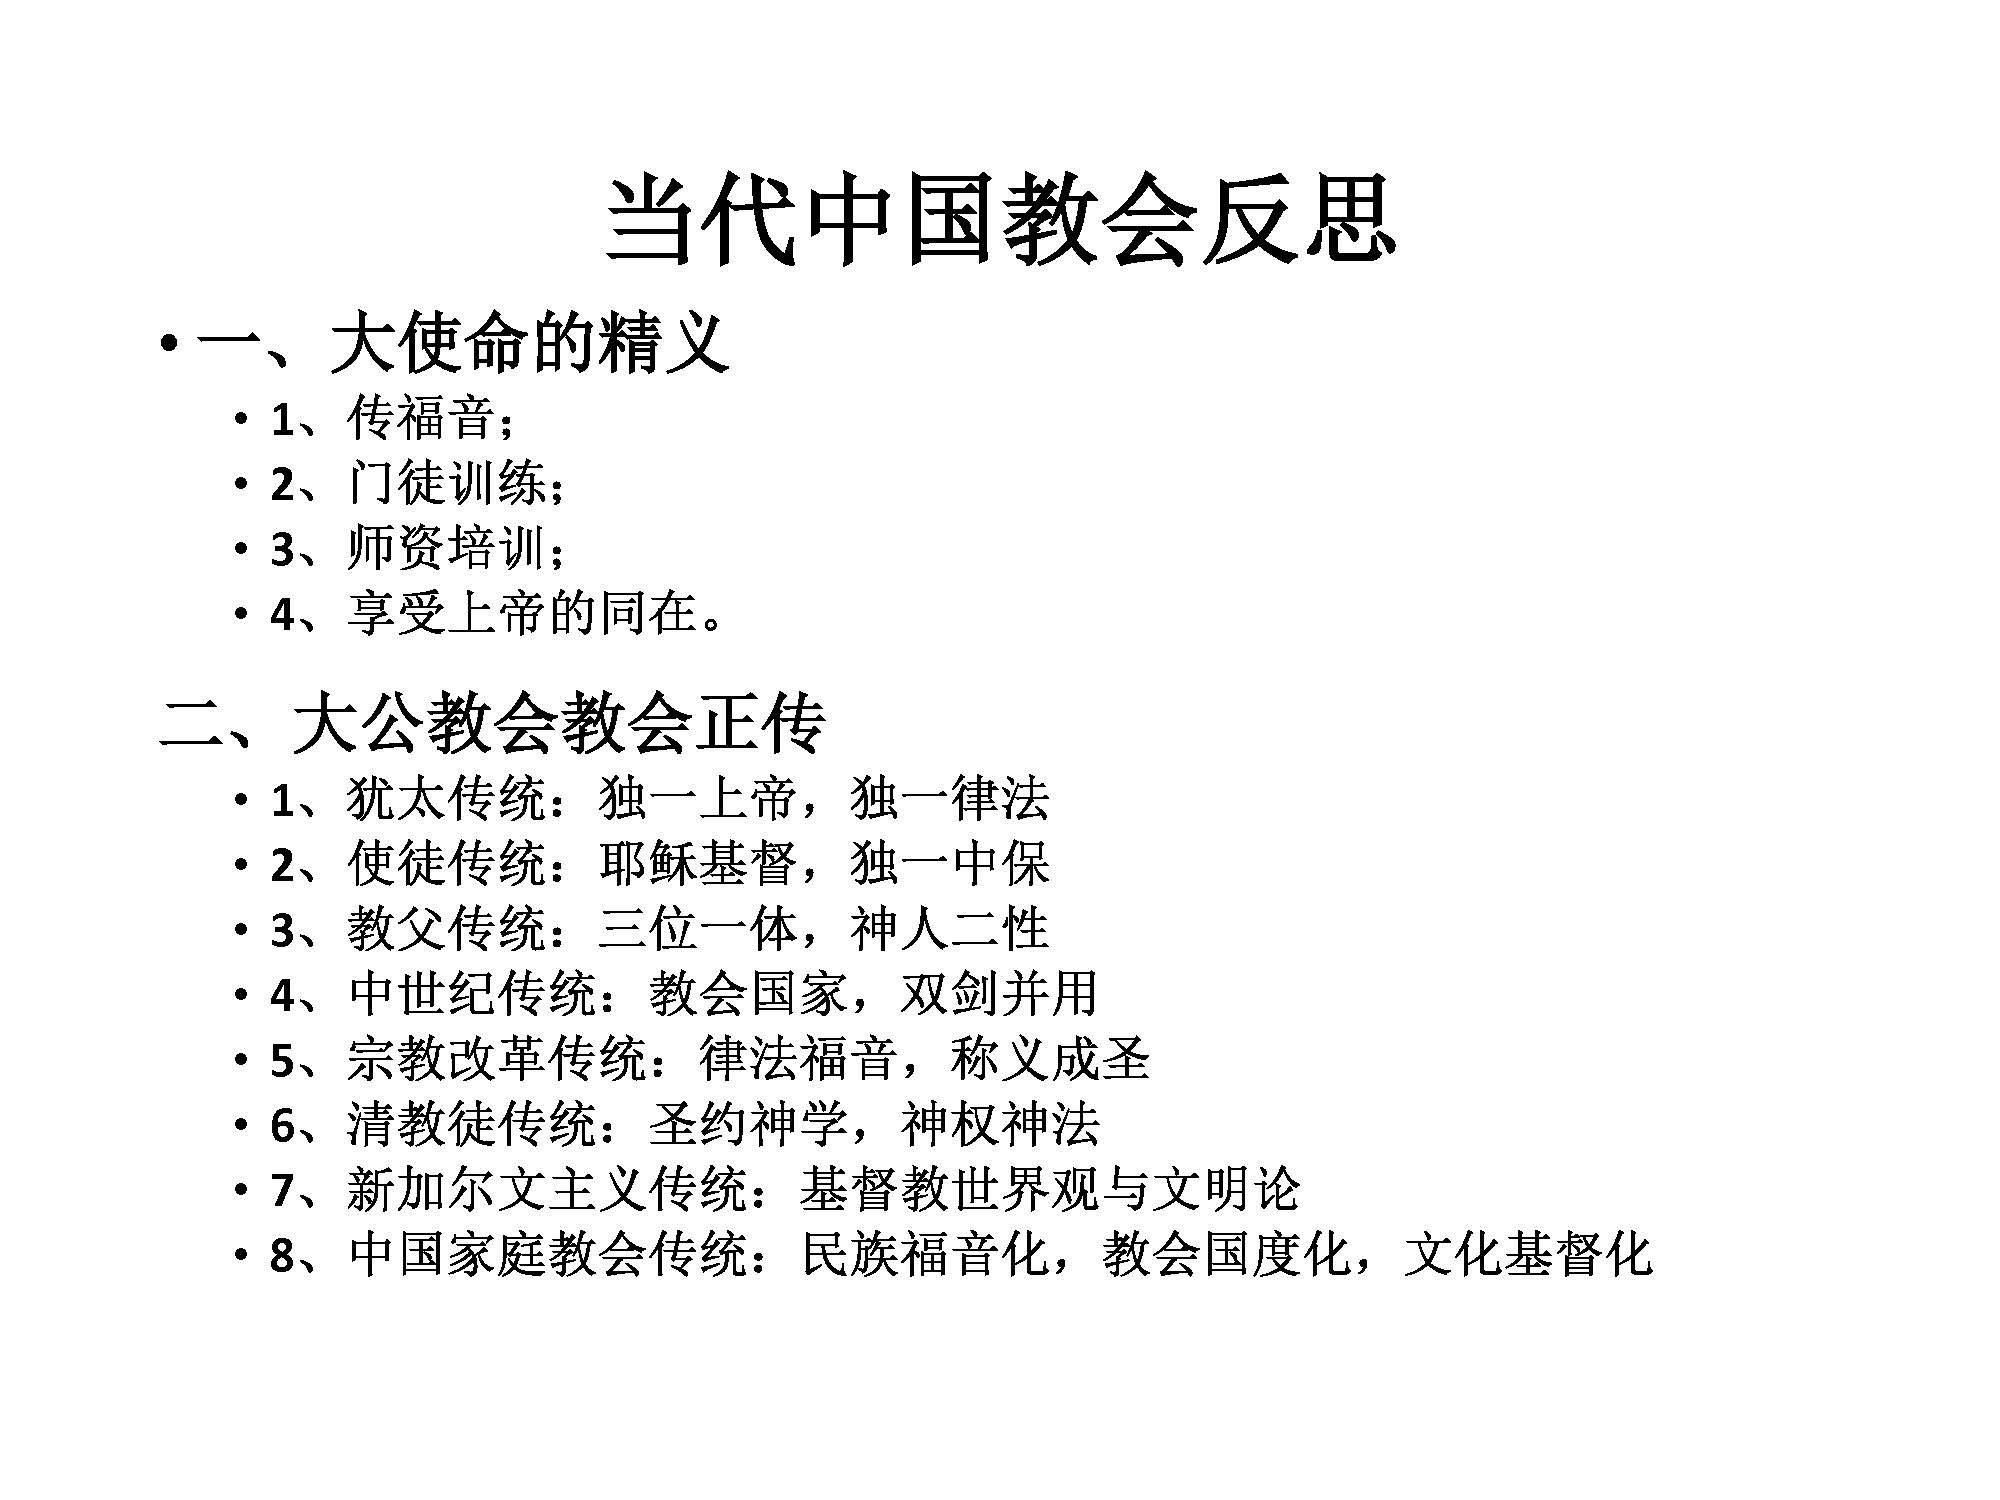 当代中国教会反思
• 一、大使命的精义
• 1、传福音；
• 2、门徒训练；
• 3、师资培训；
• 4、享受上帝的同在。
二、大公教会教会正传
• 1、犹太传统：独一上帝，独一律法
• 2、使徒传统：耶稣基督，独一中保
• 3、教父传统：三位一体，神人二性
• 4、中世纪传统：教会国家，双剑并用
• 5、宗教改革传统：律法福音，称义成圣
• 6、清教徒传统：圣约神学，神权神法
• 7、新加尔文主义传统：基督教世界观与文明论
• 8、中国家庭教会传统：民族福音化，教会国度化，文化基督化